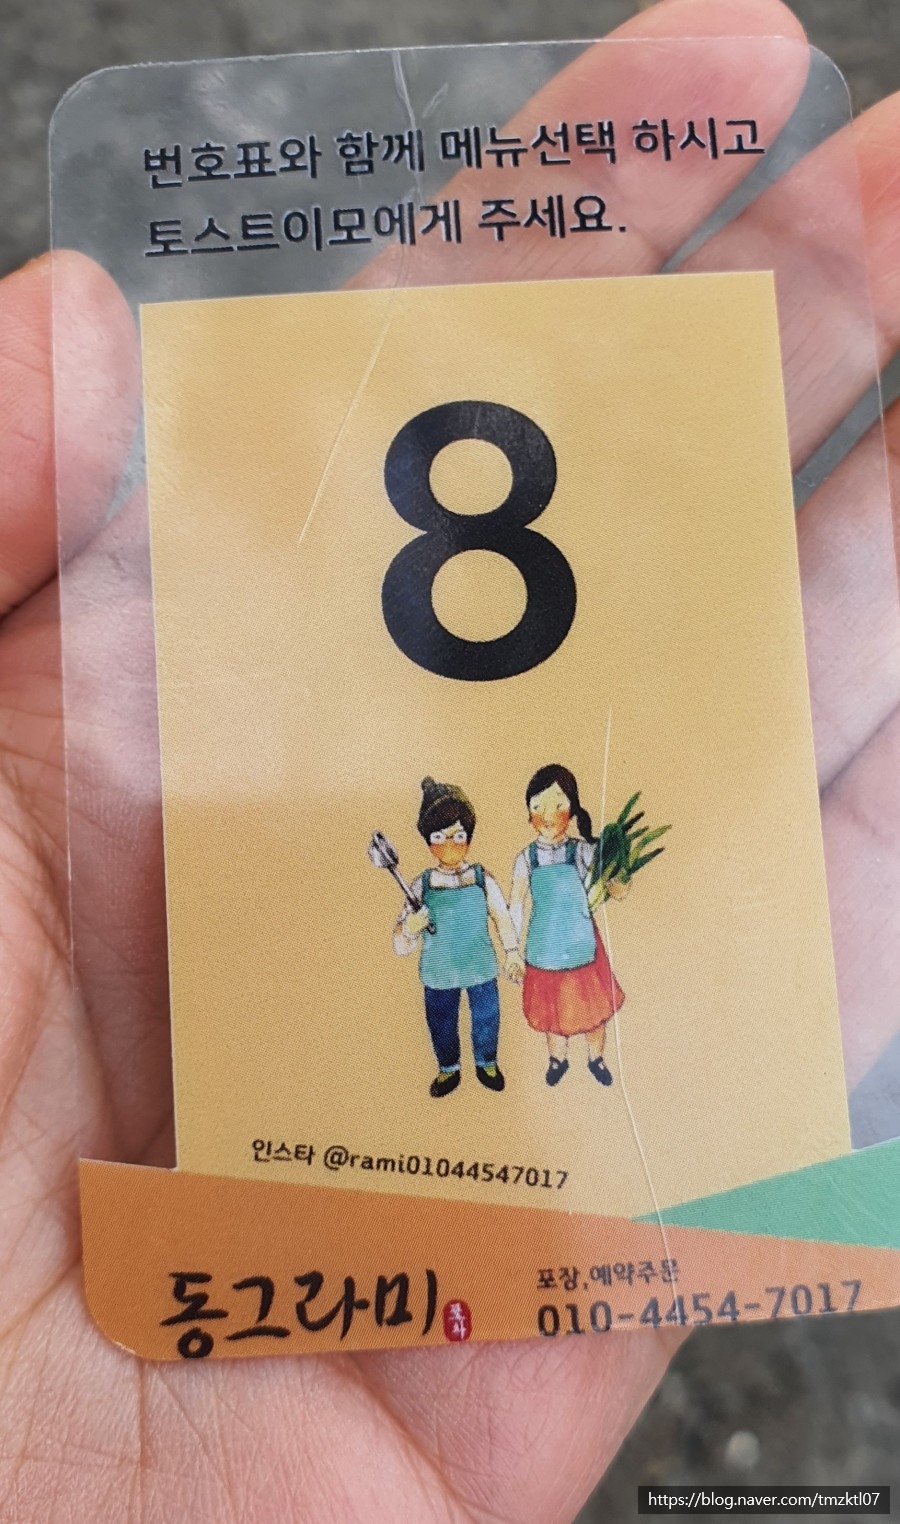 번호표와 함께 메뉴선택 하시고
토스트이모에게 주세요.
8
인스타 @rami01044547017
동그라미
포차
포장,예약주문
010-4454-7017
https://blog.naver.com/tmzktl07